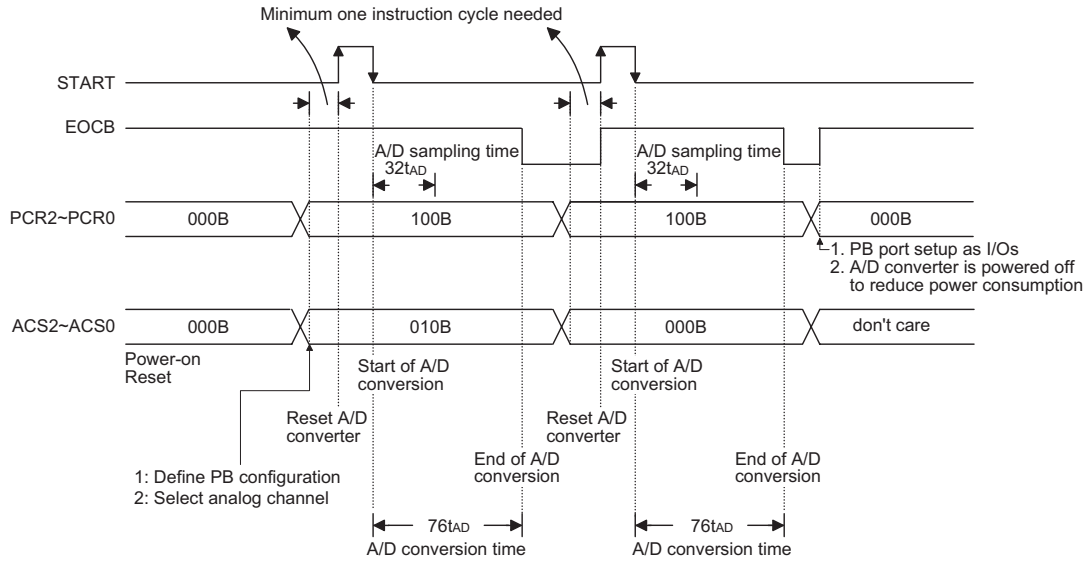 Minimum one instruction cycle needed
START
EOCB
A/D sampling time
32tAD
A/D sampling time
32tAD
PCR2~PCR0
000B
100B
100B
000B
1. PB port setup as I/Os
2. A/D converter is powered off
to reduce power consumption
ACS2~ACS0
000B
010B
000B
don't care
Power-on
Reset
Start of A/D
conversion
Start of A/D
conversion
Reset A/D
converter
Reset A/D
converter
1: Define PB configuration
2: Select analog channel
End of A/D
conversion
End of A/D
conversion
76tAD
A/D conversion time
76tAD
A/D conversion time